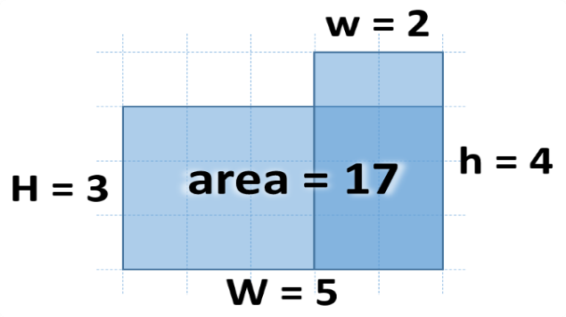 w = 2
H = 3
area = 17
h = 4
W = 5